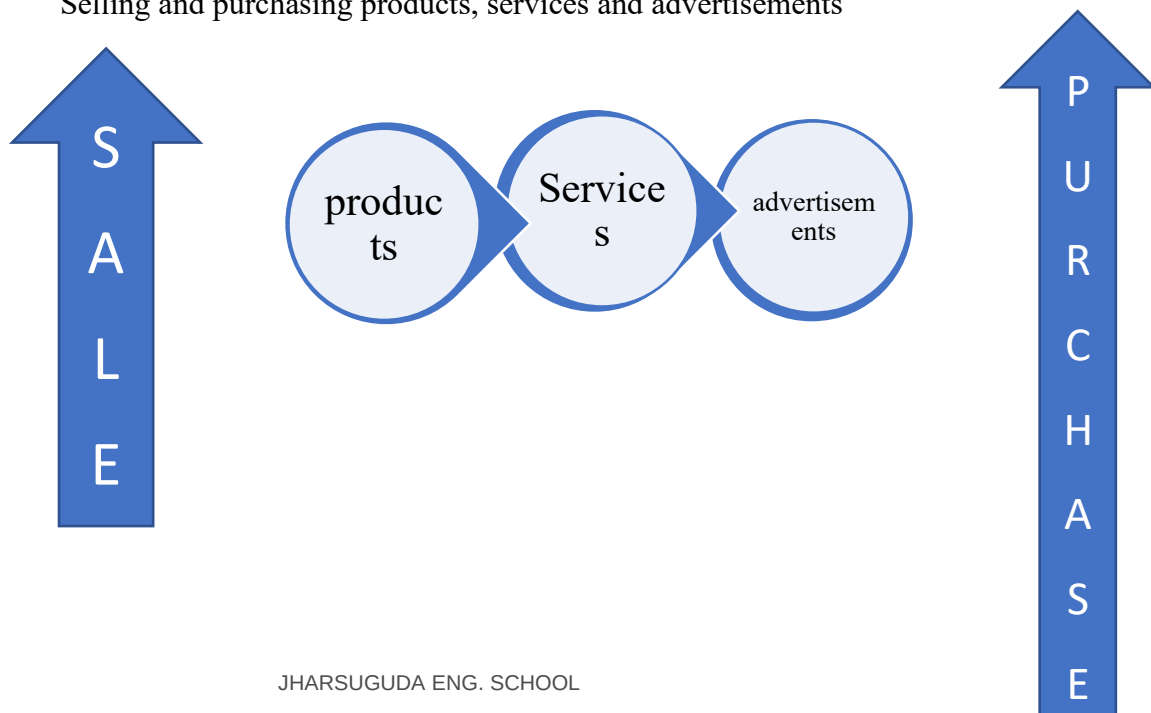 Selling and purchasing products, services and advertisements
S
A
L
E
produc
ts
Service
s
advertisem
ents
P
U
R
C
H
A
S
E
JHARSUGUDA ENG. SCHOOL